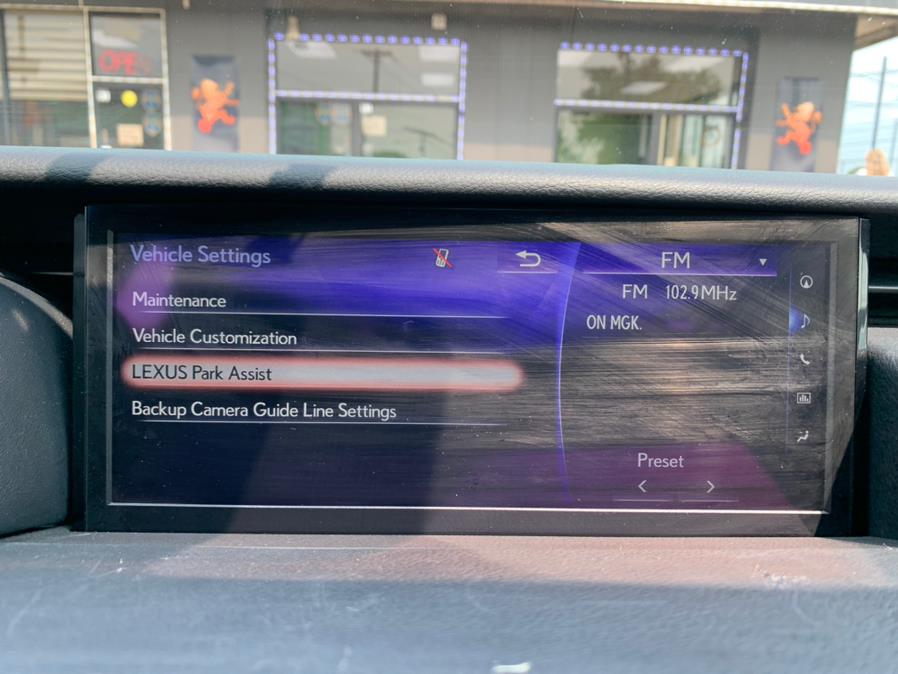 OPEN
Vehicle Settings
Maintenance
Vehicle Customization
LEXUS Park Assist
Backup Camera Guide Line Settings
FM
FM 102.9MHz
ON MGK.
Preset